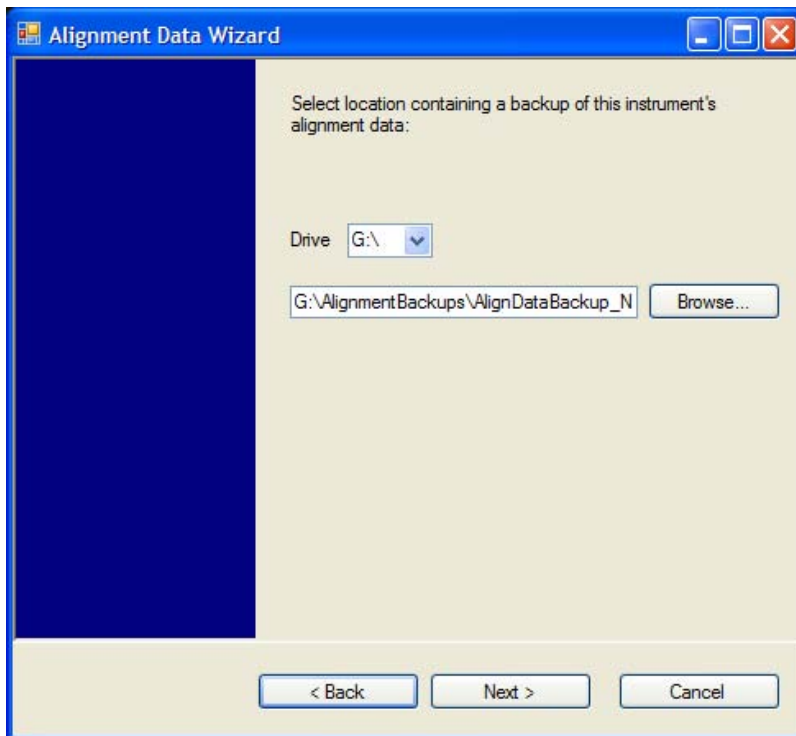 Alignment Data Wizard
Select location containing a backup of this instrument's
alignment data:
Drive G:\
G:\AlignmentBackups\AlignDataBackup_N Browse...
< Back Next > Cancel